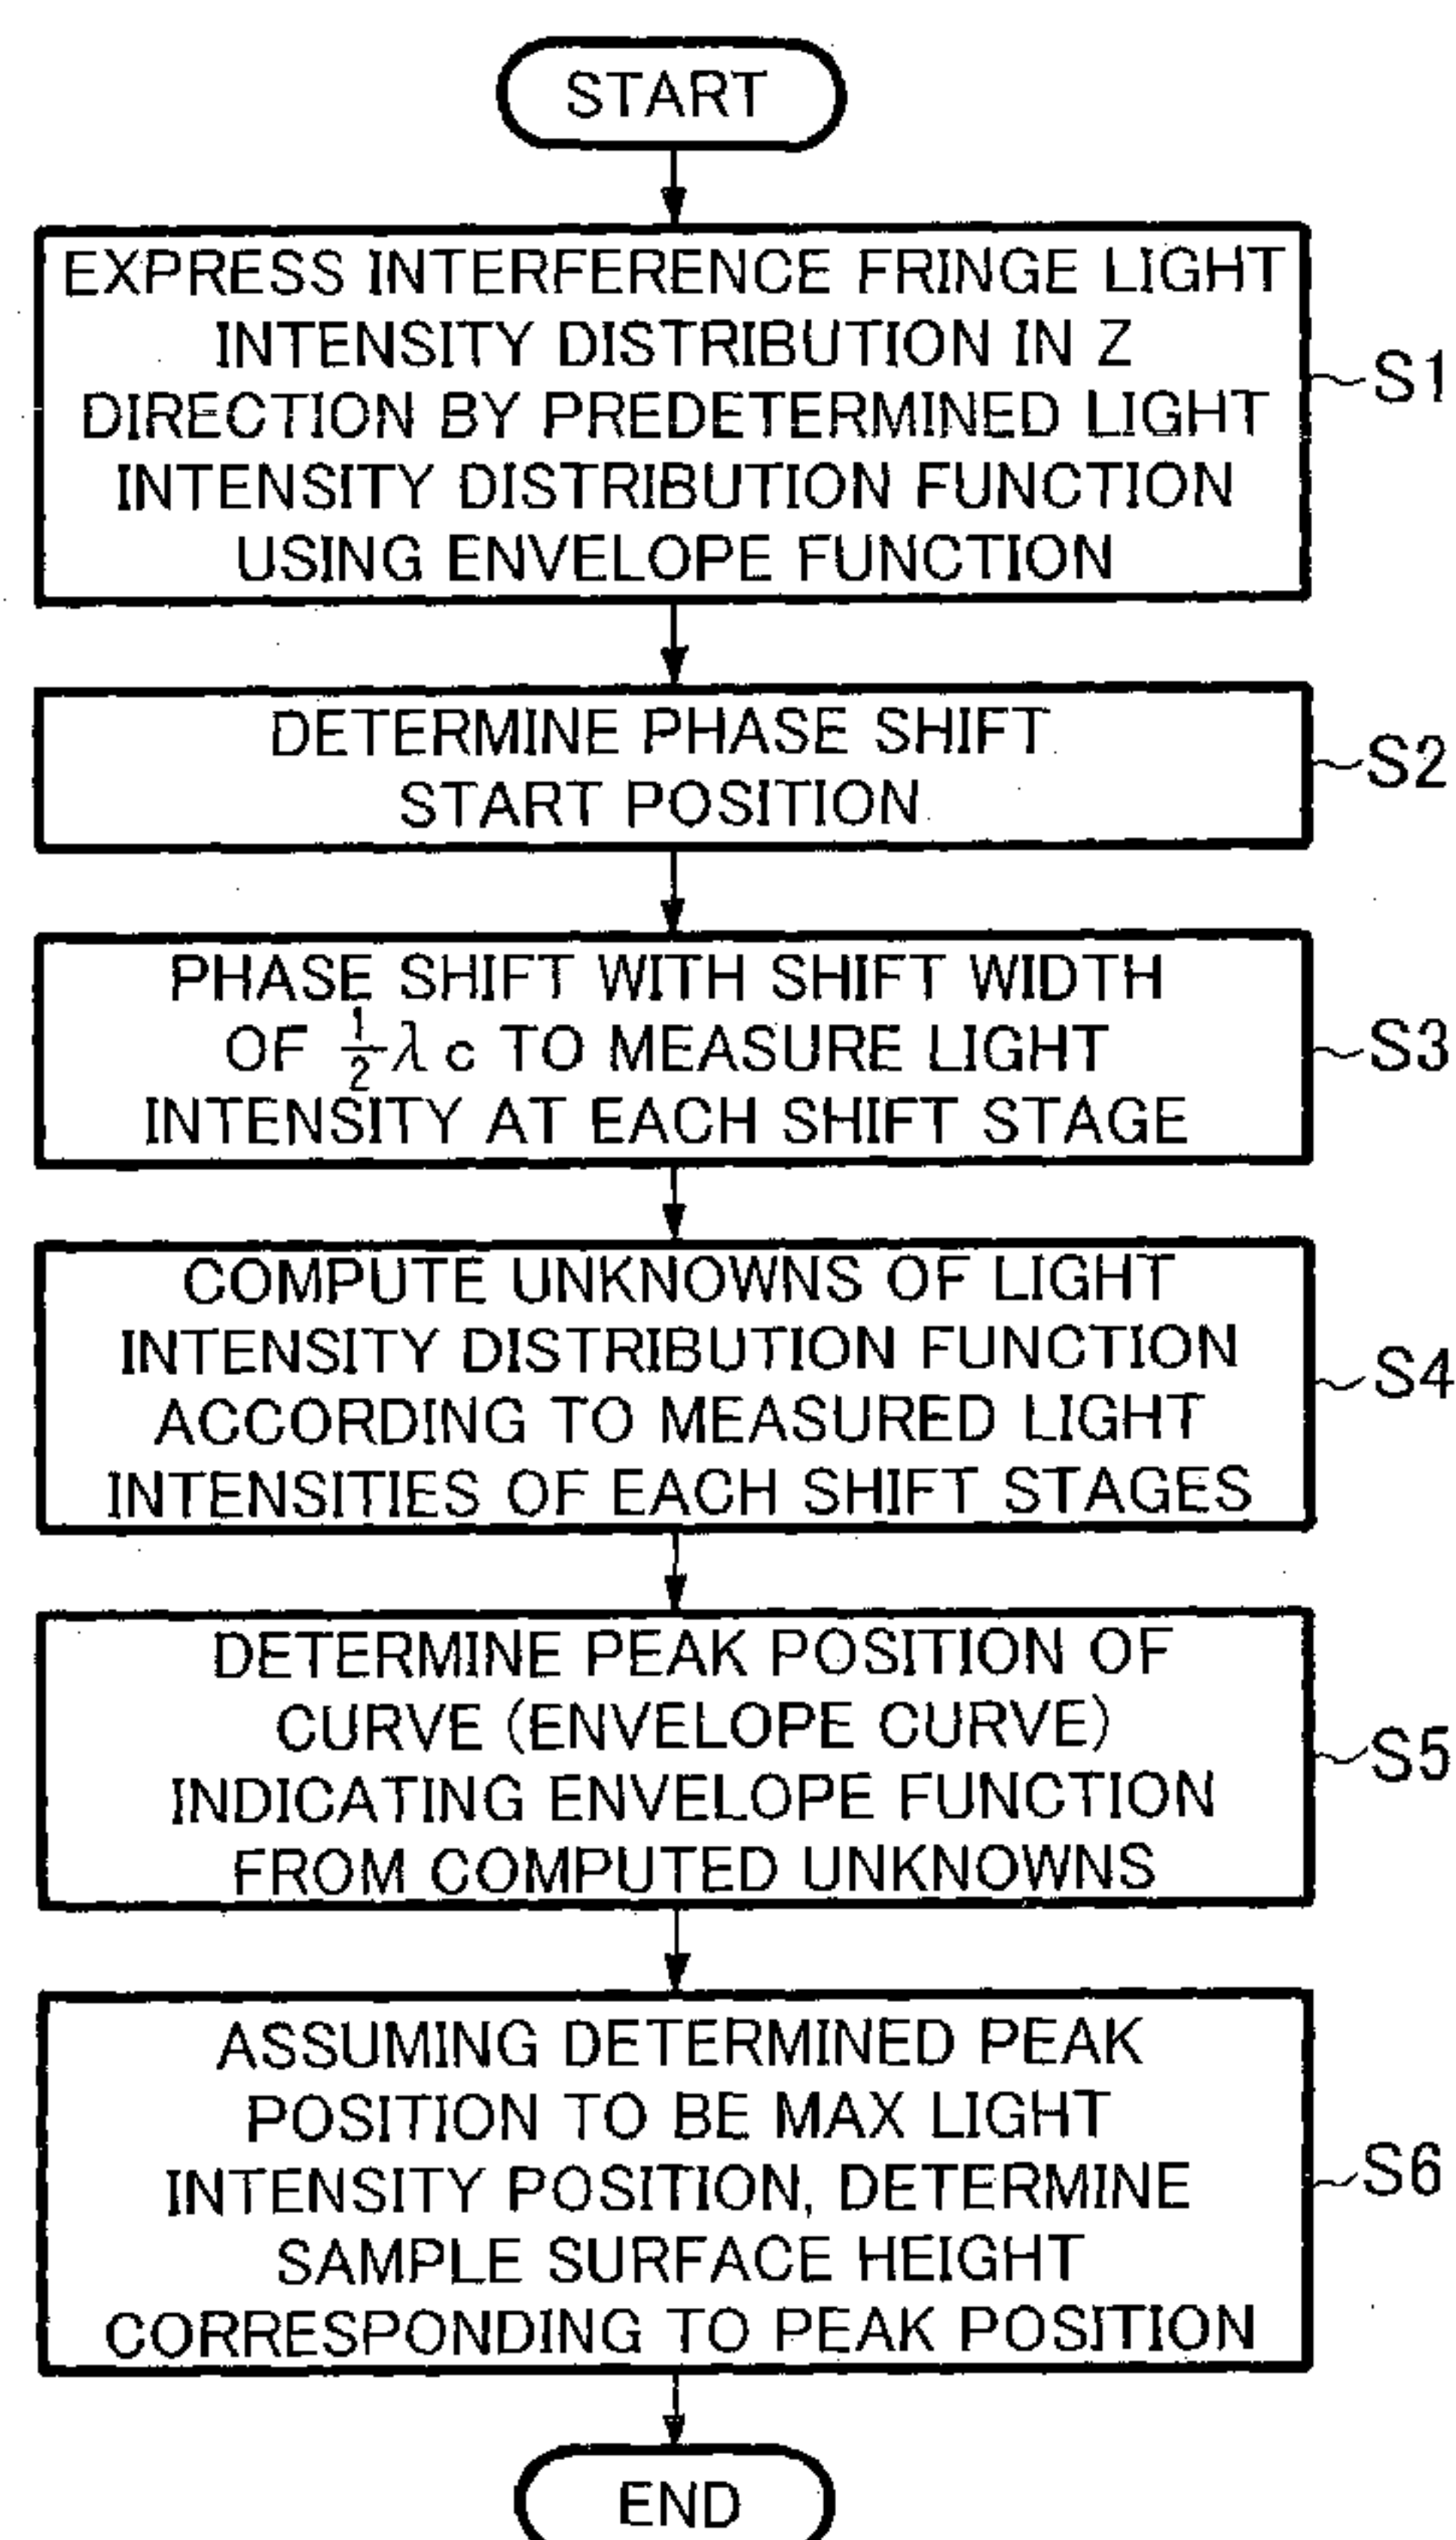 START
EXPRESS INTERFERENCE FRINGE LIGHT
INTENSITY DISTRIBUTION IN Z
DIRECTION BY PREDETERMINED LIGHT
INTENSITY DISTRIBUTION FUNCTION
USING ENVELOPE FUNCTION
S1
DETERMINE PHASE SHIFT
START POSITION
S2
PHASE SHIFT WITH SHIFT WIDTH
OF 1/2 λc TO MEASURE LIGHT
INTENSITY AT EACH SHIFT STAGE
S3
COMPUTE UNKNOWNS OF LIGHT
INTENSITY DISTRIBUTION FUNCTION
ACCORDING TO MEASURED LIGHT
INTENSITIES OF EACH SHIFT STAGES
S4
DETERMINE PEAK POSITION OF
CURVE (ENVELOPE CURVE)
INDICATING ENVELOPE FUNCTION
FROM COMPUTED UNKNOWNS
S5
ASSUMING DETERMINED PEAK
POSITION TO BE MAX LIGHT
INTENSITY POSITION, DETERMINE
SAMPLE SURFACE HEIGHT
CORRESPONDING TO PEAK POSITION
S6
END